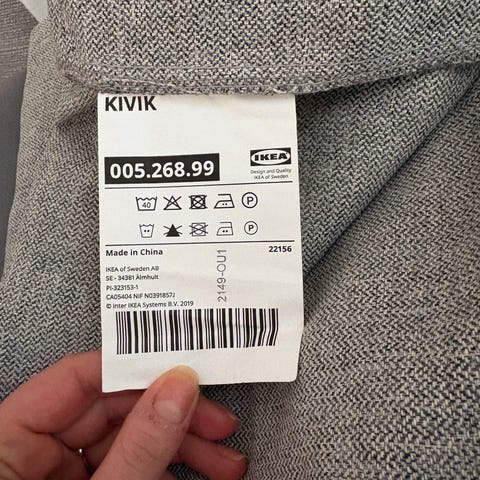 KIVIK
005.268.99
IKEA
Design and Quality
IKEA of Sweden
40
P
P
Made in China
22156
IKEA of Sweden AB
SE - 34381 Älmhult
PI-323153-1
CA05404 NIF N0391857J
© Inter IKEA Systems B.V. 2019
2149-OU1